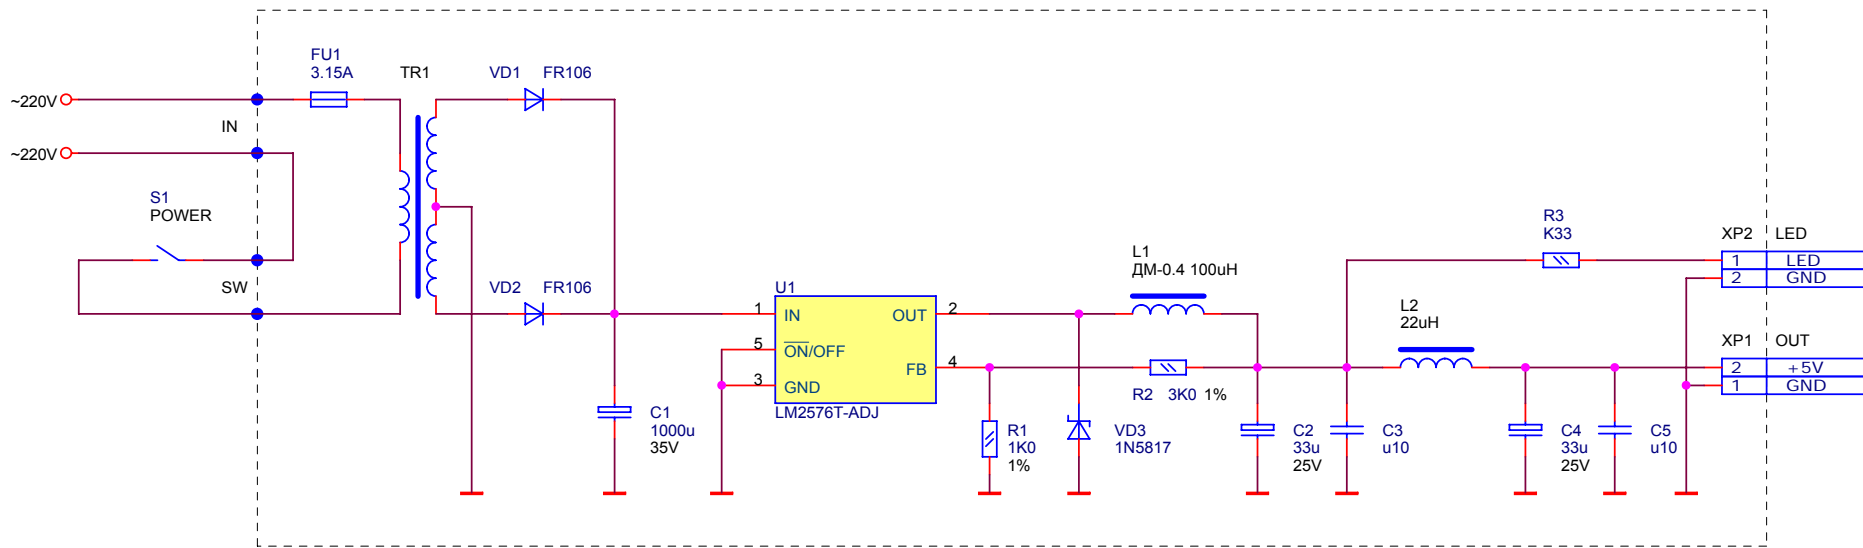 FU1
3.15A
TR1
VD1 FR106
~220V
IN
~220V
S1
POWER
SW
VD2 FR106
U1
1 IN
OUT 2
5 ON/OFF
FB 4
3 GND
LM2576T-ADJ
C1
1000u
35V
L1
ДМ-0.4 100uH
R2 3K0 1%
R1
1K0
1%
VD3
1N5817
C2
33u
25V
C3
u10
L2
22uH
C4
33u
25V
C5
u10
R3
K33
XP2 LED
1 LED
2 GND
XP1 OUT
2 +5V
1 GND